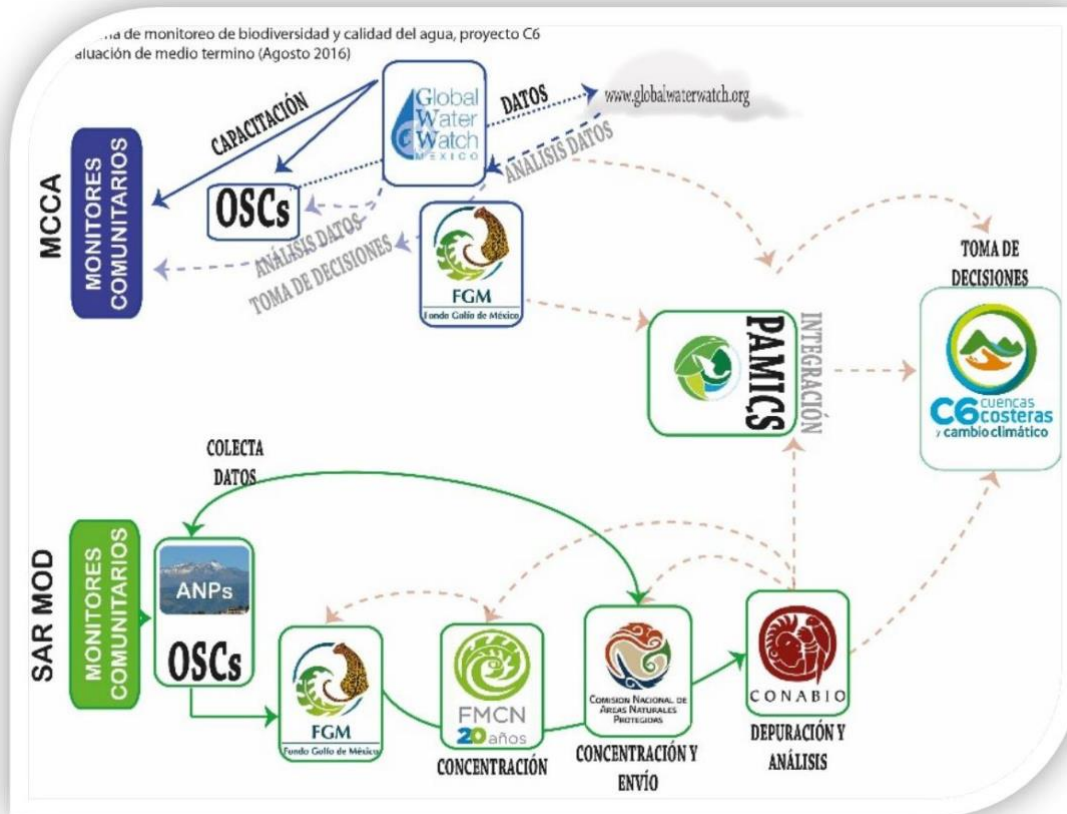 de monitoreo de biodiversidad y calidad del agua, proyecto C6
aluación de medio termino (Agosto 2016)
MCCA
MONITORES
COMUNITARIOS
CAPACITACIÓN
OSCs
Global
Water
Watch
MÉXICO
DATOS
www.globalwaterwatch.org
ANALÍSIS DATOS
ANÁLISIS DATOS
TOMA DE DECISIONES
FGM
Fondo Golfo de México
PAMICS
INTEGRACIÓN
TOMA DE
DECISIONES
C6 cuencas
costeras
y cambio climático
COLECTA
DATOS
SAR MOD
MONITORES
COMUNITARIOS
ANPs
OSCs
FGM
Fondo Golfo de México
FMCN
20 años
CONCENTRACIÓN
COMISIÓN NACIONAL DE
ÁREAS NATURALES
PROTEGIDAS
CONCENTRACIÓN Y
ENVÍO
CONABIO
DEPURACIÓN Y
ANÁLISIS